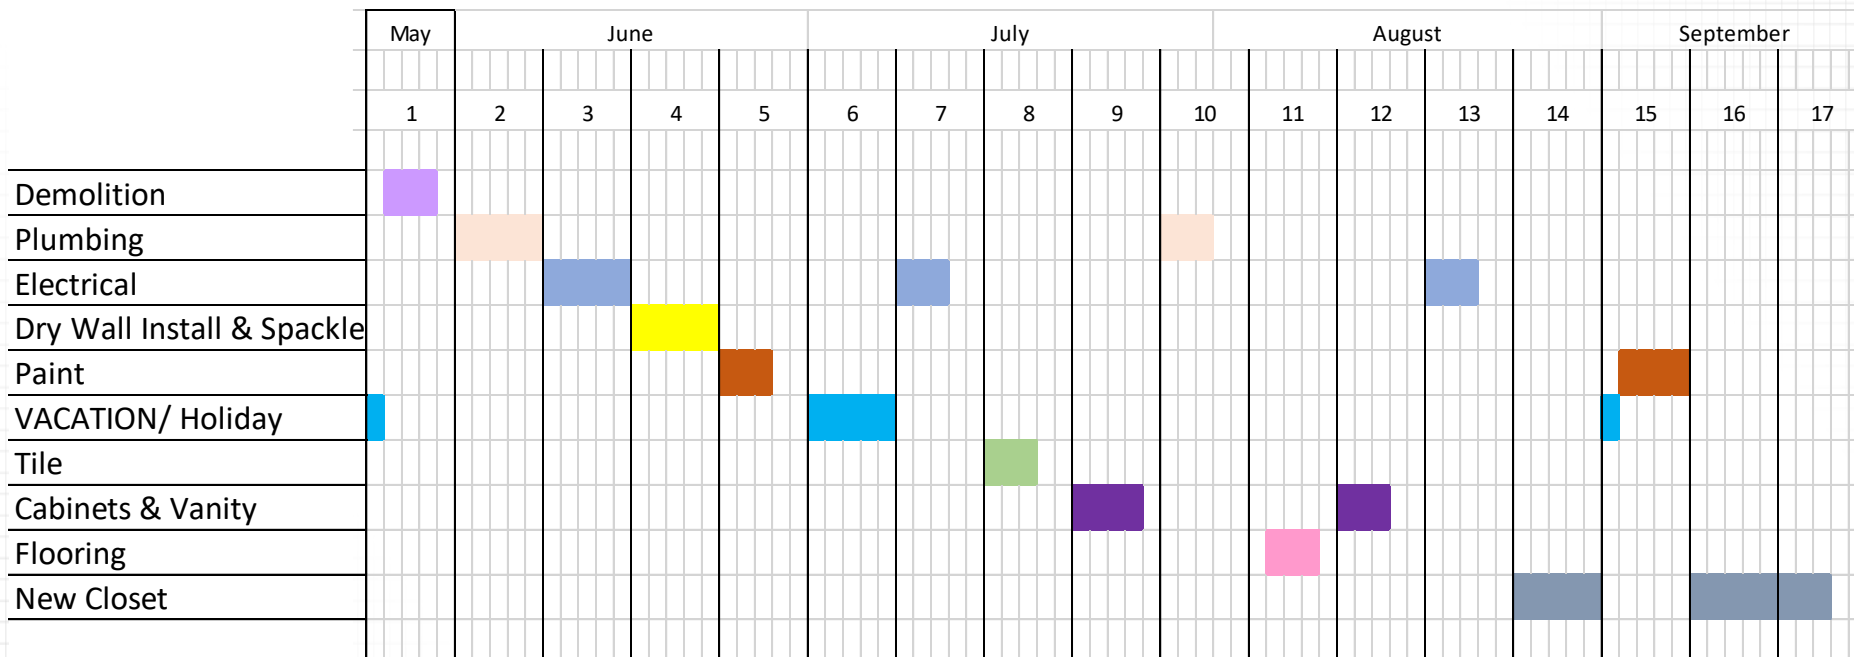 May June July August September
1 2 3 4 5 6 7 8 9 10 11 12 13 14 15 16 17
Demolition
Plumbing
Electrical
Dry Wall Install & Spackle
Paint
VACATION/ Holiday
Tile
Cabinets & Vanity
Flooring
New Closet